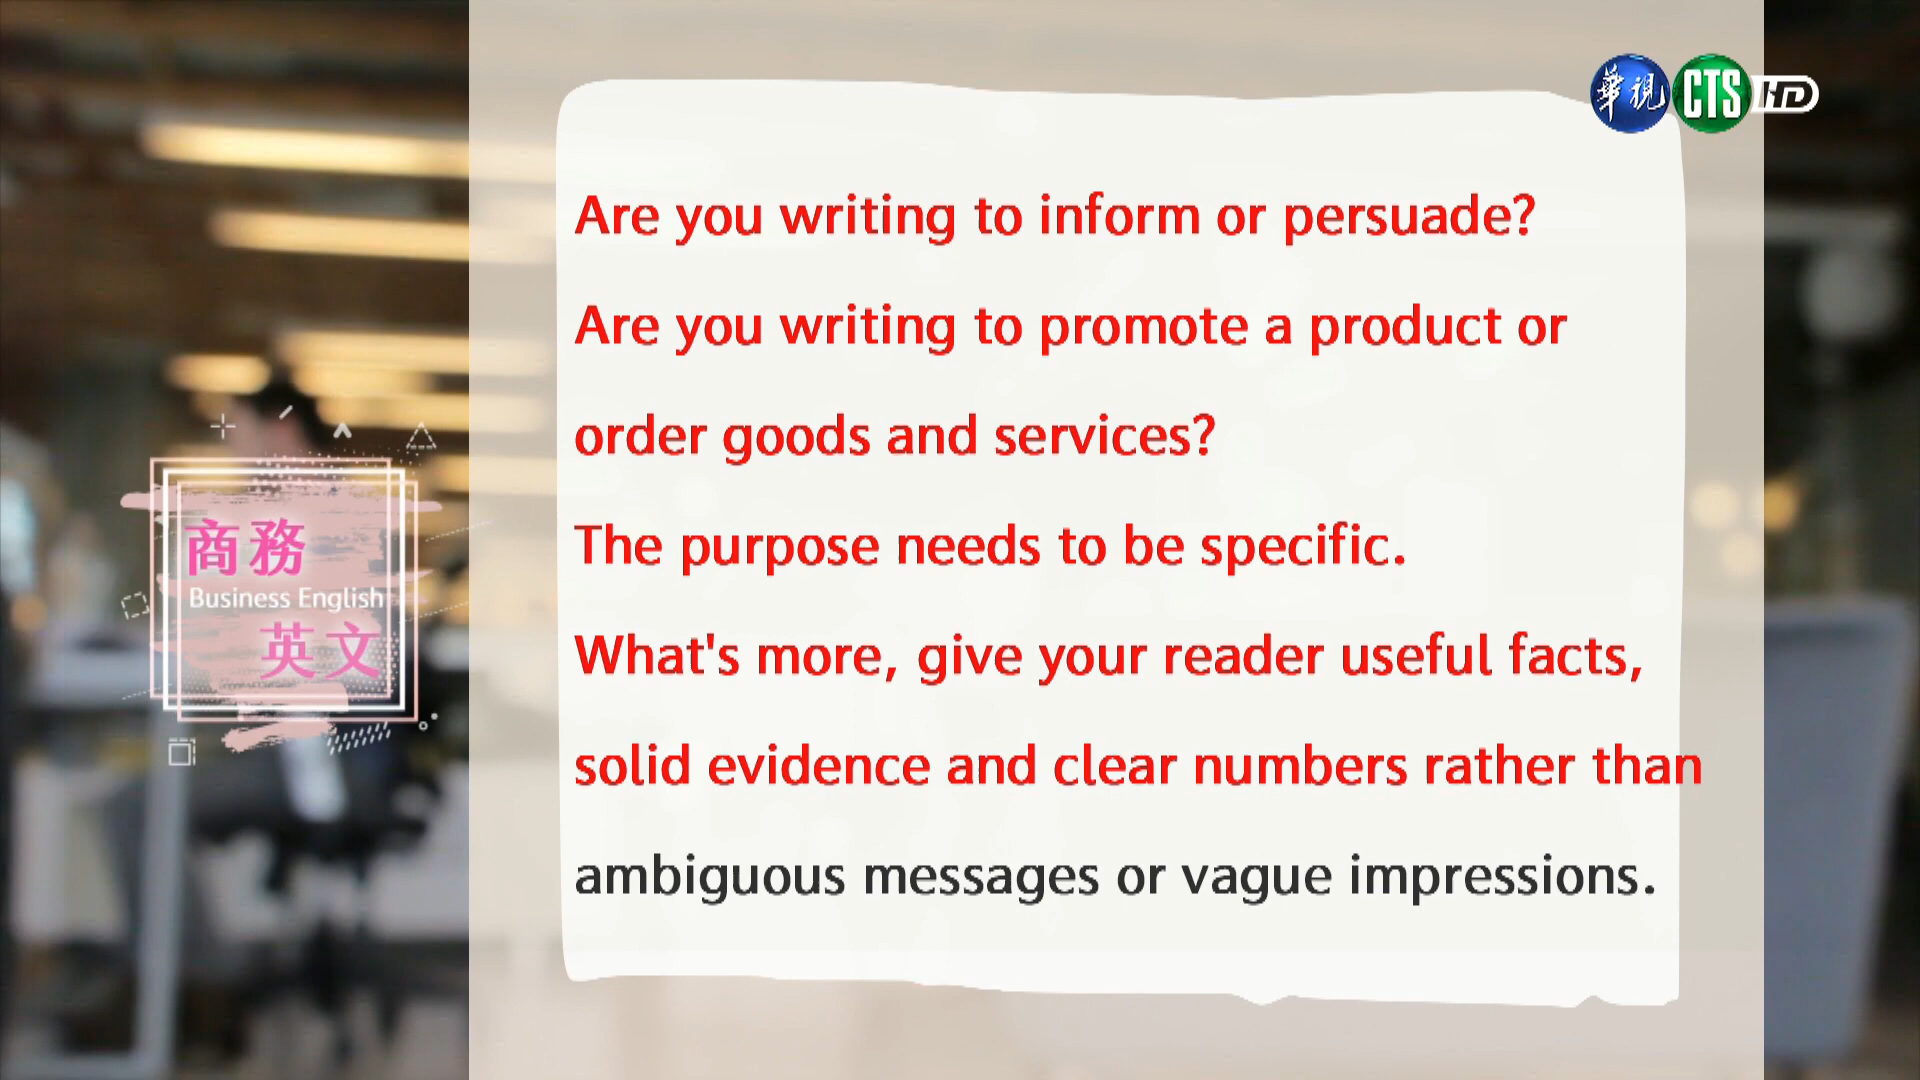 華視 CTS HD
Are you writing to inform or persuade?
Are you writing to promote a product or
order goods and services?
The purpose needs to be specific.
What's more, give your reader useful facts,
solid evidence and clear numbers rather than
ambiguous messages or vague impressions.
商務
Business English
英文